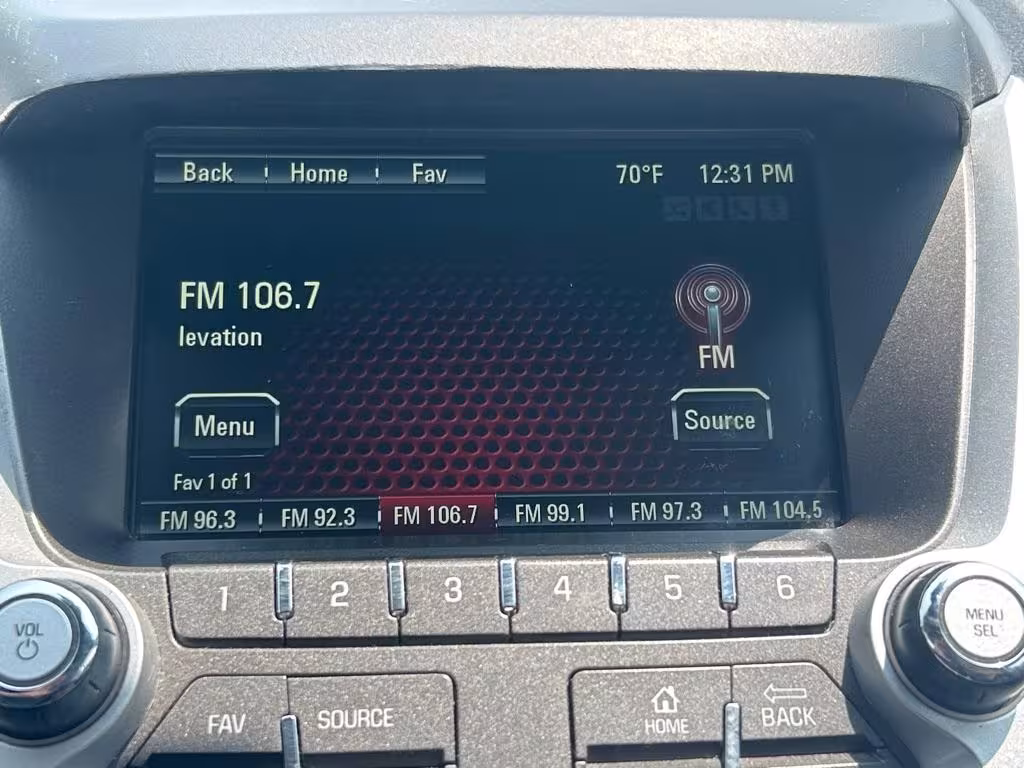 Back Home Fav 70°F 12:31 PM
FM 106.7
levation
FM
Menu
Source
Fav 1 of 1
FM 96.3 FM 92.3 FM 106.7 FM 99.1 FM 97.3 FM 104.5
1 2 3 4 5 6
VOL
MENU
SEL
FAV SOURCE HOME BACK